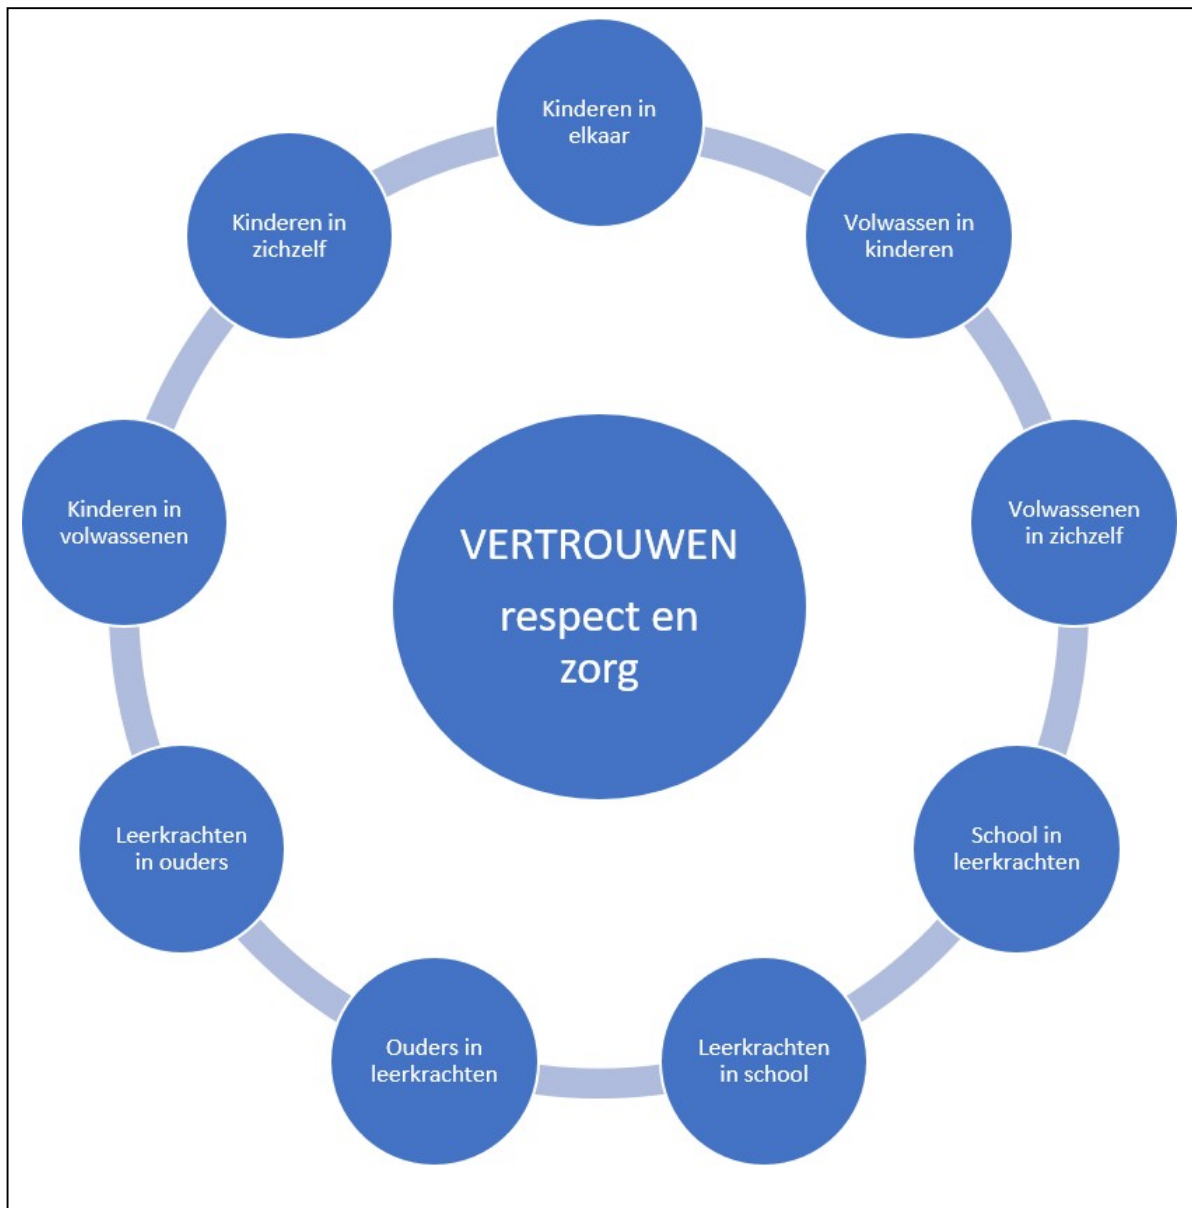 Kinderen in
elkaar
Volwassen in
kinderen
Volwassenen
in zichzelf
School in
leerkrachten
Leerkrachten
in school
Ouders in
leerkrachten
Leerkrachten
in ouders
Kinderen in
volwassenen
Kinderen in
zichzelf
VERTROUWEN
respect en
zorg